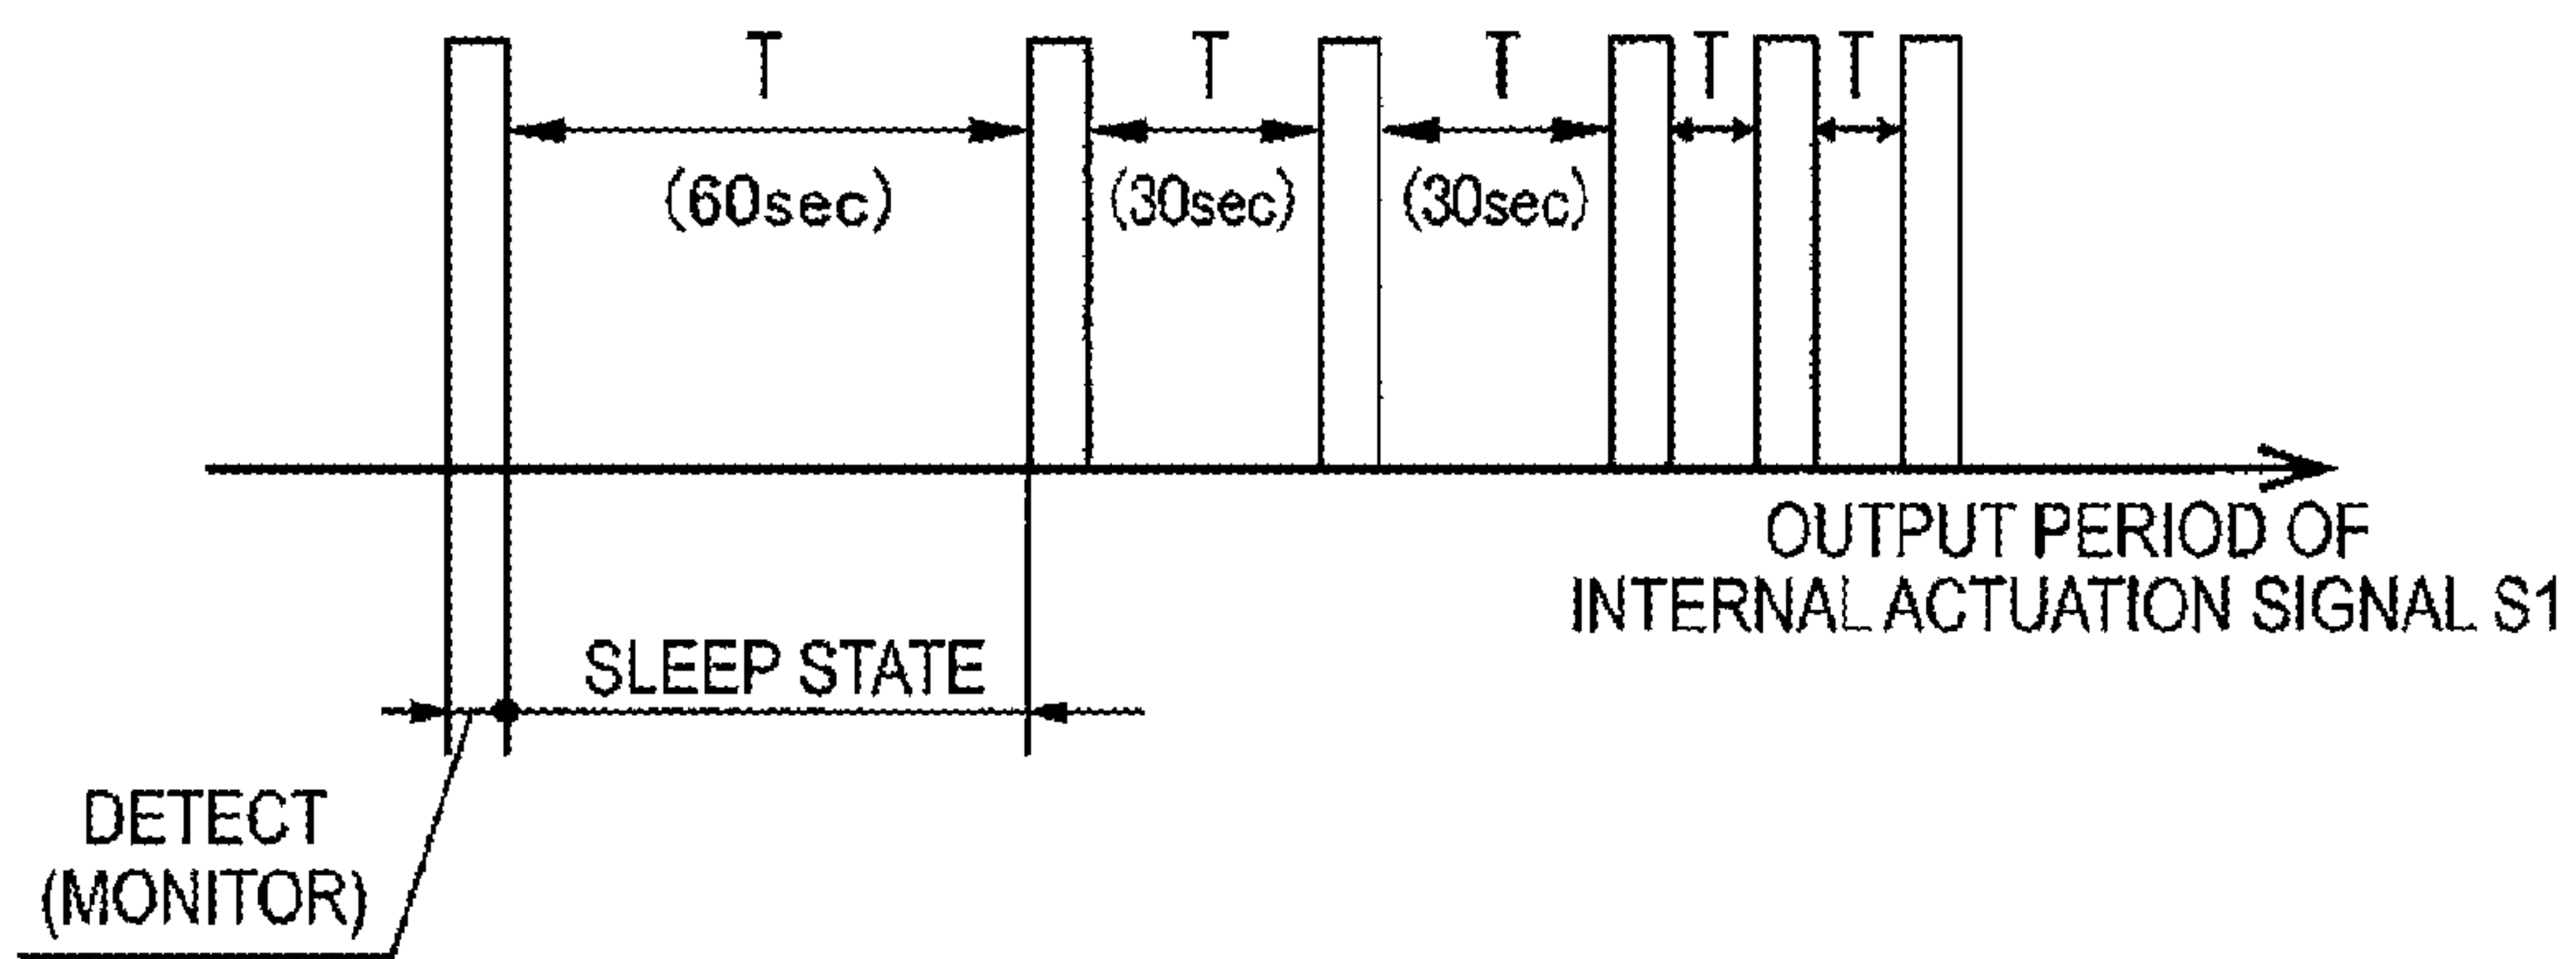 T T T T T
(60sec) (30sec) (30sec)
OUTPUT PERIOD OF
INTERNAL ACTUATION SIGNAL S1
SLEEP STATE
DETECT
(MONITOR)